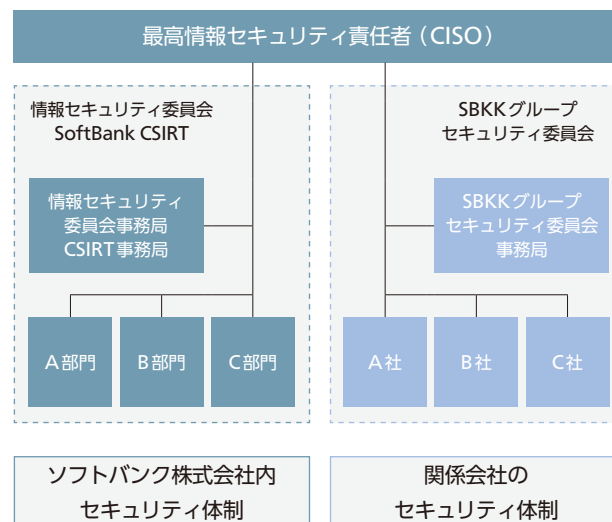 最高情報セキュリティ責任者（CISO）
情報セキュリティ委員会
SoftBank CSIRT
情報セキュリティ
委員会事務局
CSIRT事務局
A部門
B部門
C部門
SBKKグループ
セキュリティ委員会
SBKKグループ
セキュリティ委員会
事務局
A社
B社
C社
ソフトバンク株式会社内
セキュリティ体制
関係会社の
セキュリティ体制